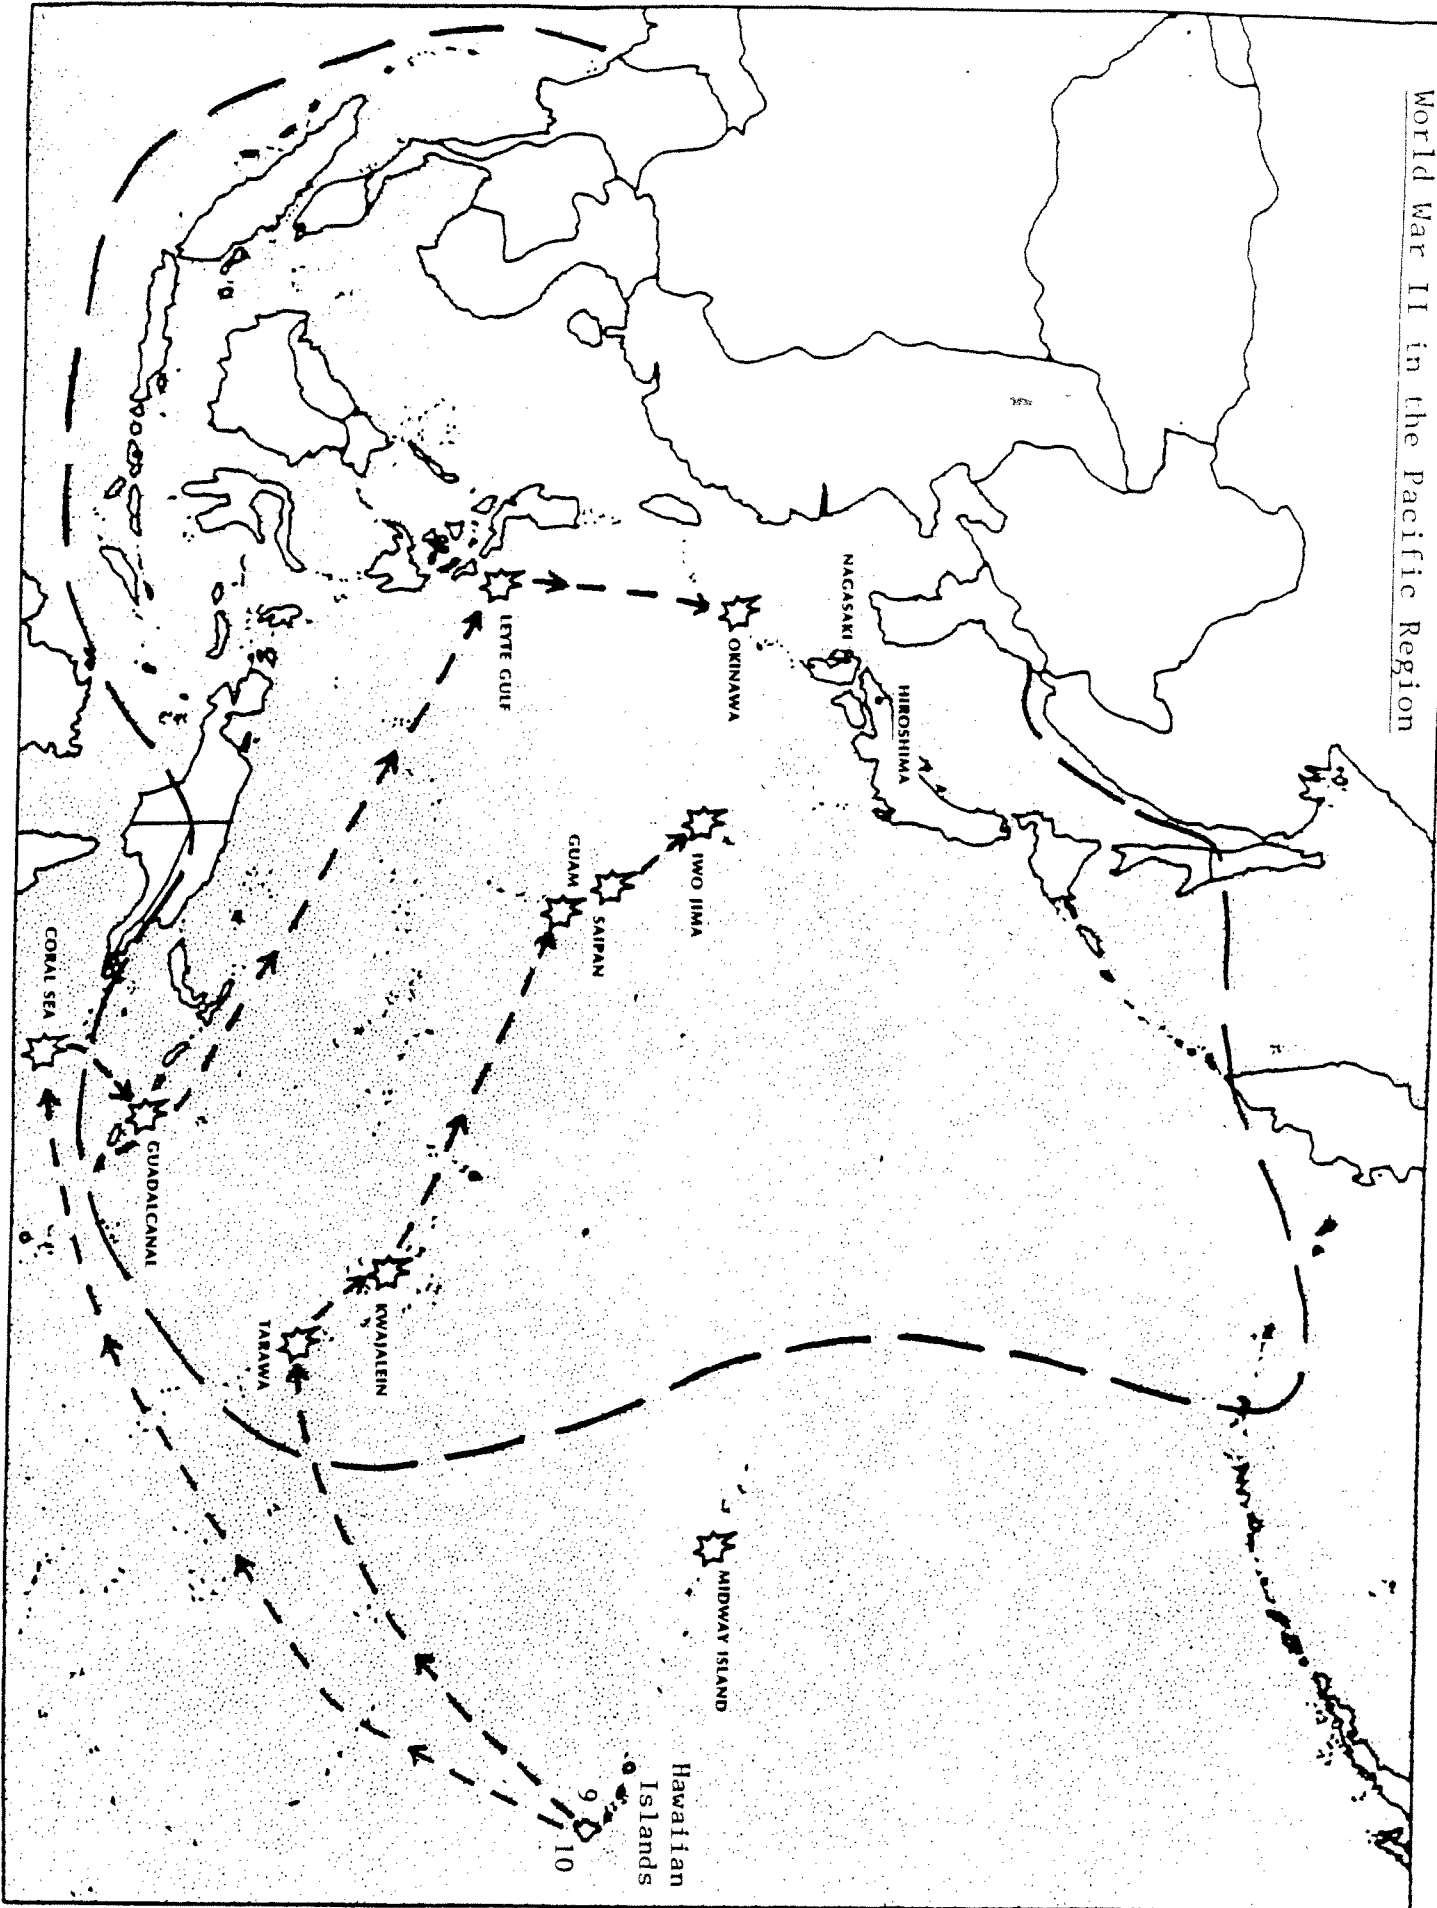 World War II in the Pacific Region
NAGASAKI
HIROSHIMA
OKINAWA
LEYTE GULF
IWO JIMA
SAIPAN
GUAM
CORAL SEA
GUADALCANAL
KWAJALEIN
TARAWA
MIDWAY ISLAND
Hawaiian
Islands
9
10